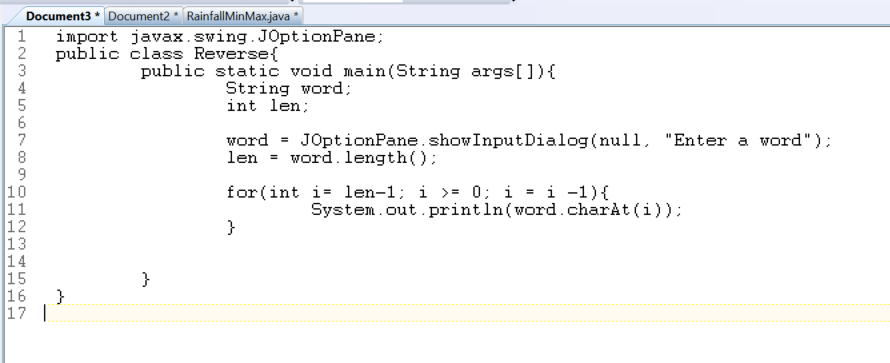 Document3 * Document2 * RainfallMinMax.java *
1 import javax.swing.JOptionPane;
2 public class Reverse{
3 public static void main(String args[]){
4 String word;
5 int len;
6
7 word = JOptionPane.showInputDialog(null, "Enter a word");
8 len = word.length();
9
10 for(int i= len-1; i >= 0; i = i -1){
11 System.out.println(word.charAt(i));
12 }
13
14
15 }
16 }
17